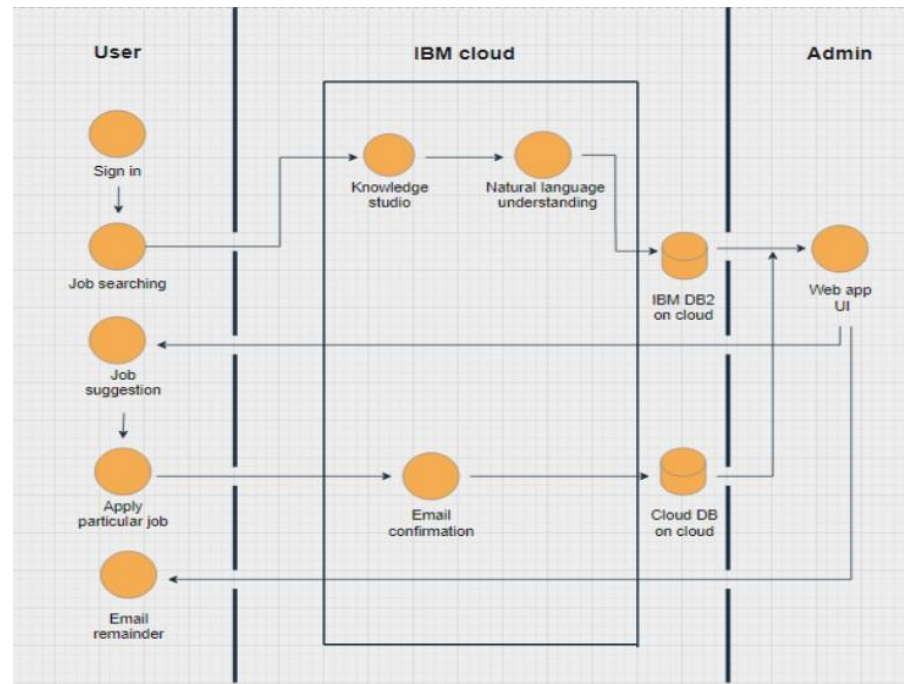 User
IBM cloud
Admin
Sign in
Knowledge
studio
Natural language
understanding
Job searching
IBM DB2
on cloud
Web app
UI
Job
suggestion
Apply
particular job
Email
confirmation
Cloud DB
on cloud
Email
remainder